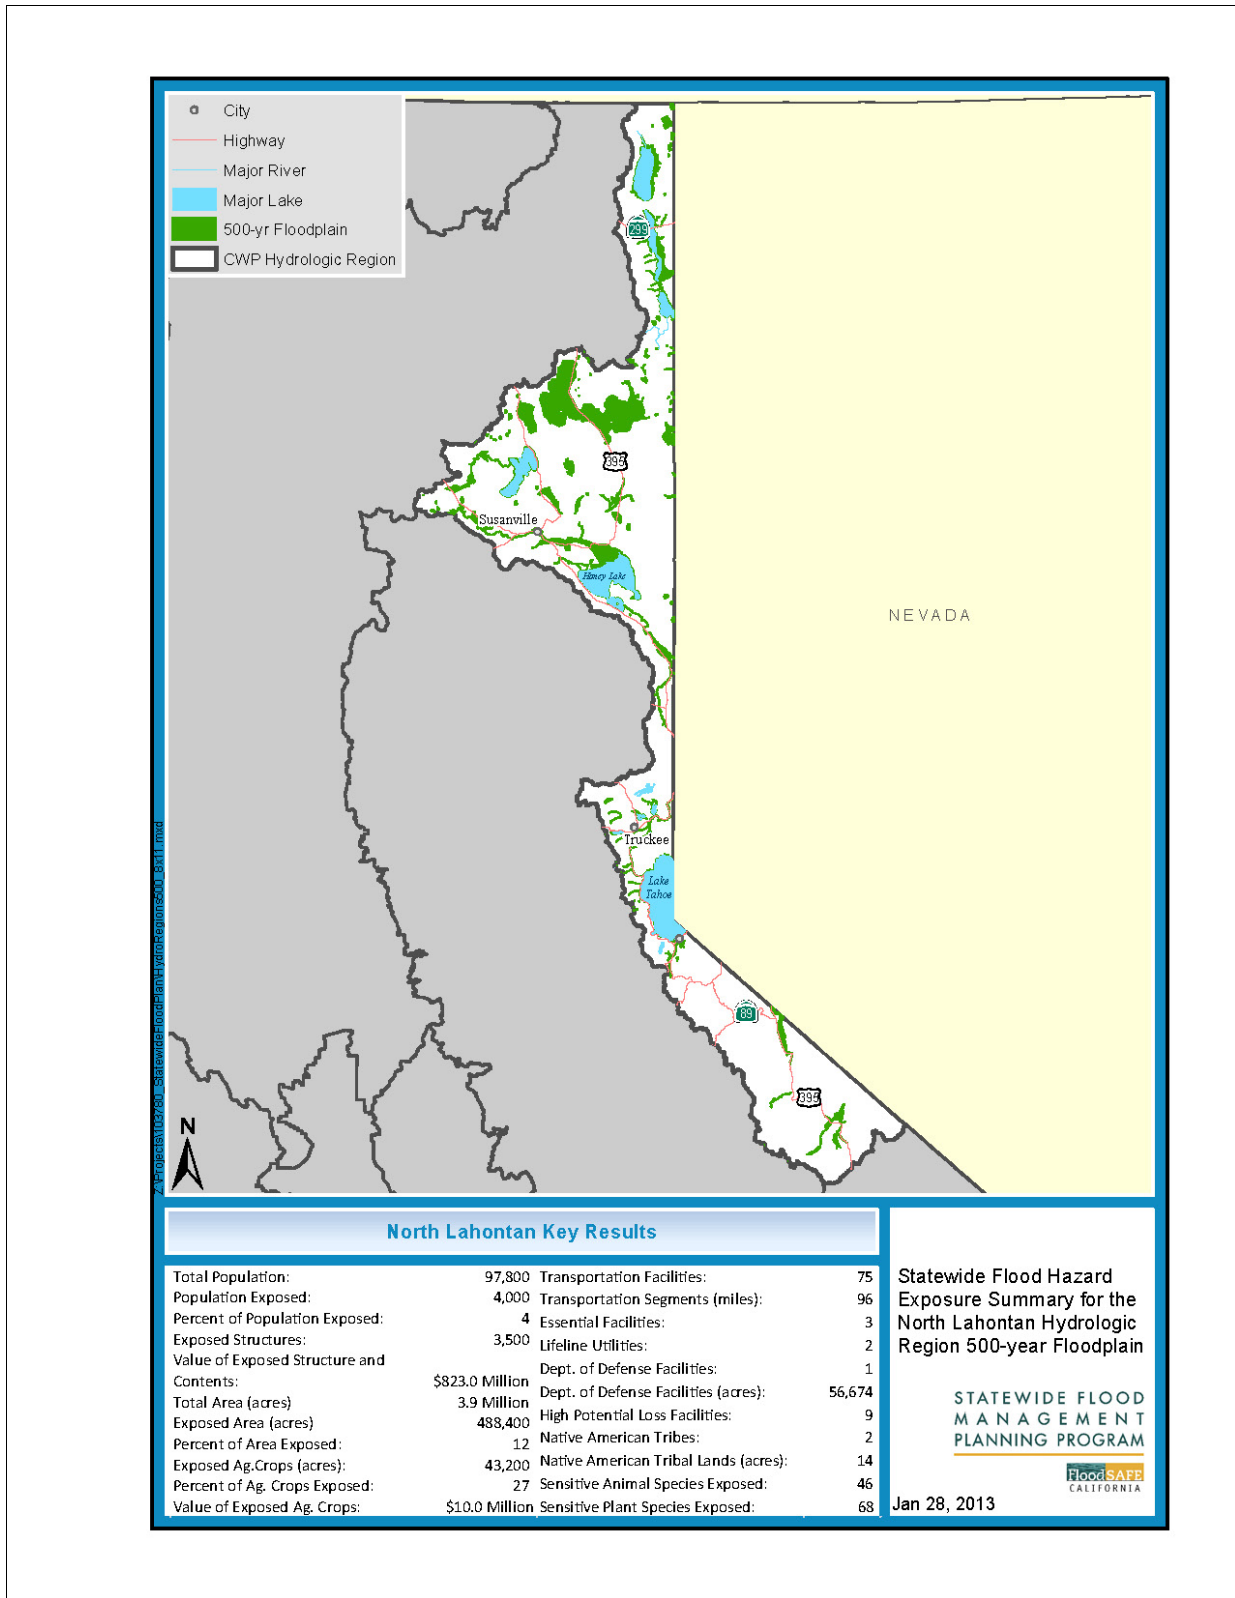 City
Highway
Major River
Major Lake
500-yr Floodplain
CWP Hydrologic Region
299
395
Susanville
Honey Lake
NEVADA
Truckee
Lake
Tahoe
89
395
N
Z:\Projects\103780_StatewideFloodPlan\HydroRegions500_8x11.mxd
North Lahontan Key Results
Total Population: 97,800
Population Exposed: 4,000
Percent of Population Exposed: 4
Exposed Structures: 3,500
Value of Exposed Structure and
Contents: $823.0 Million
Total Area (acres) 3.9 Million
Exposed Area (acres) 488,400
Percent of Area Exposed: 12
Exposed Ag.Crops (acres): 43,200
Percent of Ag. Crops Exposed: 27
Value of Exposed Ag. Crops: $10.0 Million
Transportation Facilities: 75
Transportation Segments (miles): 96
Essential Facilities: 3
Lifeline Utilities: 2
Dept. of Defense Facilities: 1
Dept. of Defense Facilities (acres): 56,674
High Potential Loss Facilities: 9
Native American Tribes: 2
Native American Tribal Lands (acres): 14
Sensitive Animal Species Exposed: 46
Sensitive Plant Species Exposed: 68
Statewide Flood Hazard
Exposure Summary for the
North Lahontan Hydrologic
Region 500-year Floodplain
STATEWIDE FLOOD
MANAGEMENT
PLANNING PROGRAM
FloodSAFE
CALIFORNIA
Jan 28, 2013